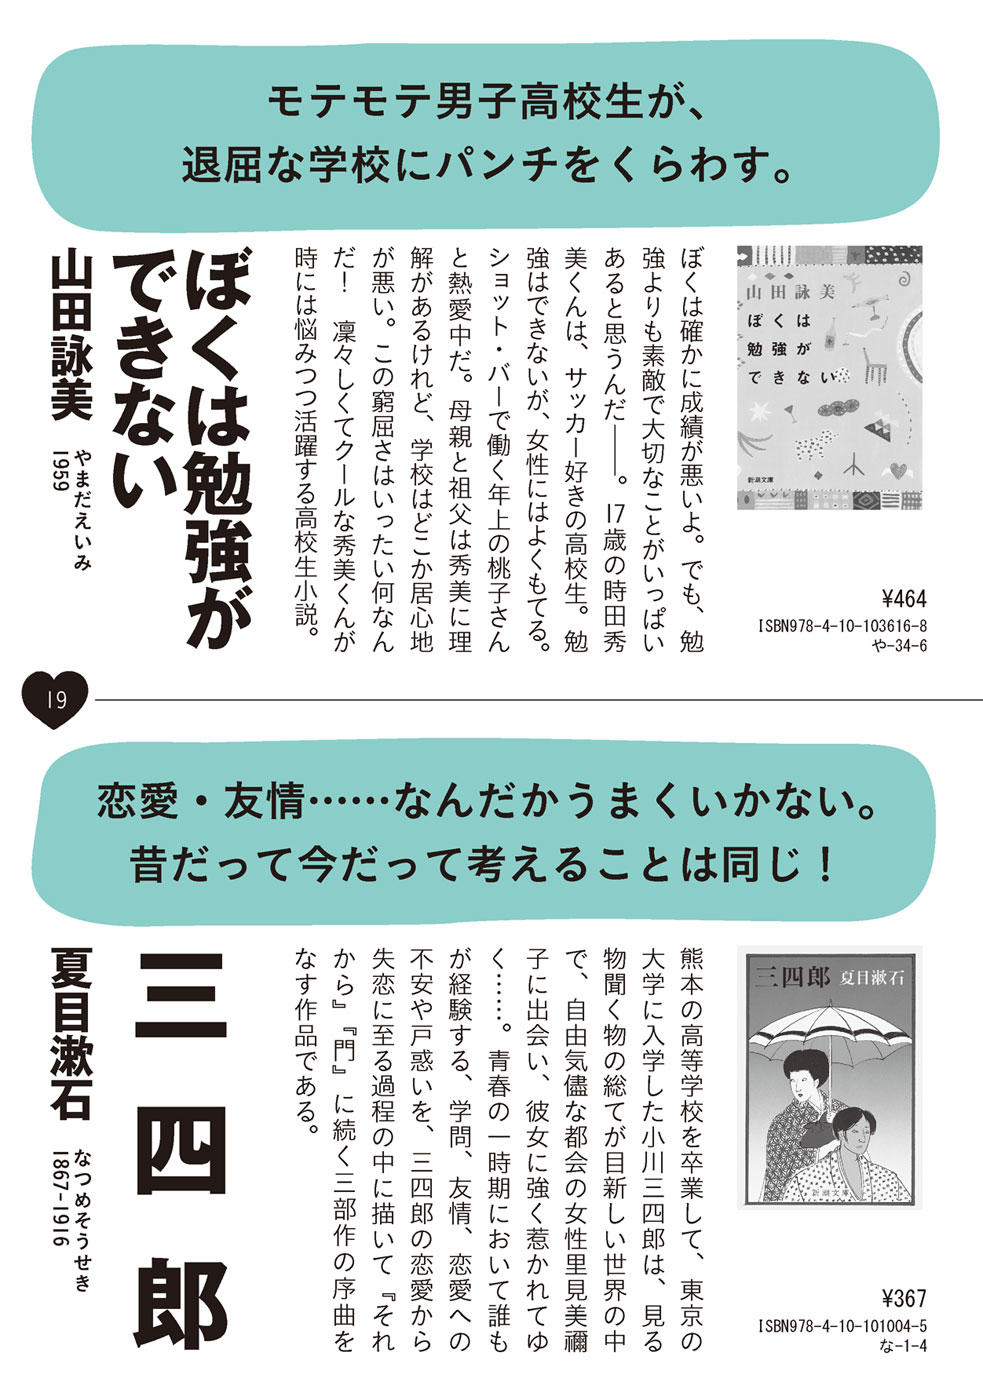 モテモテ男子高校生が、
退屈な学校にパンチをくらわす。
ぼくは勉強が
できない
山田詠美
やまだえいみ
1959
ぼくは確かに成績が悪いよ。でも、勉
強よりも素敵で大切なことがいっぱい
あると思うんだ――。17歳の時田秀
美くんは、サッカー好きの高校生。勉
強はできないが、女性にはよくもてる。
ショット・バーで働く年上の桃子さん
と熱愛中だ。母親と祖父は秀美に理
解があるけれど、学校はどこか居心地
が悪い。この窮屈さはいったい何なん
だ！　凜々しくてクールな秀美くんが
時には悩みつつ活躍する高校生小説。
山田詠美
ぼくは
勉強が
できない
新潮文庫
¥464
ISBN978-4-10-103616-8
や-34-6
19
恋愛・友情……なんだかうまくいかない。
昔だって今だって考えることは同じ！
三四郎
夏目漱石
なつめそうせき
1867-1916
熊本の高等学校を卒業して、東京の
大学に入学した小川三四郎は、見る
物聞く物の総てが目新しい世界の中
で、自由気儘な都会の女性里見美禰
子に出会い、彼女に強く惹かれてゆ
く……。青春の一時期において誰も
が経験する、学問、友情、恋愛への
不安や戸惑いを、三四郎の恋愛から
失恋に至る過程の中に描いて『それ
から』『門』に続く三部作の序曲を
なす作品である。
三四郎 夏目漱石
新潮文庫
¥367
ISBN978-4-10-101004-5
な-1-4